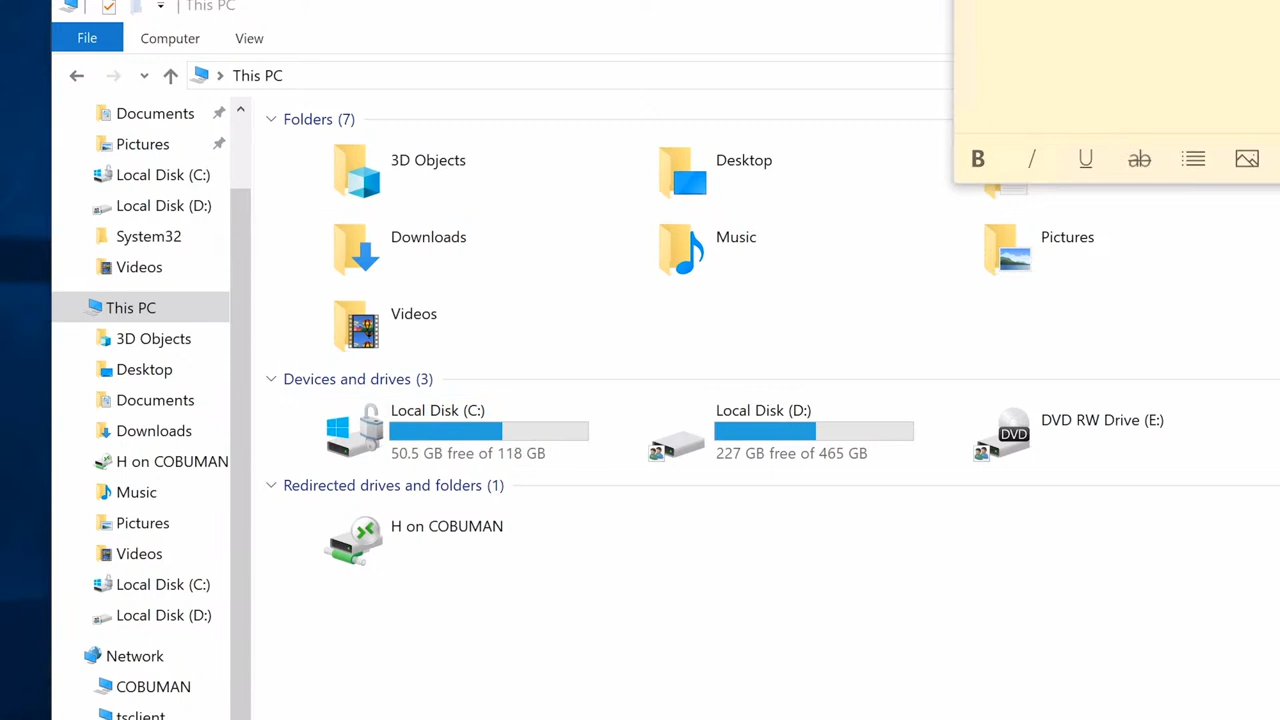 This PC
File Computer View
This PC
Documents
Pictures
Local Disk (C:)
Local Disk (D:)
System32
Videos
This PC
3D Objects
Desktop
Documents
Downloads
H on COBUMAN
Music
Pictures
Videos
Local Disk (C:)
Local Disk (D:)
Network
COBUMAN
tsclient
Folders (7)
3D Objects
Desktop
Downloads
Music
Pictures
Videos
Devices and drives (3)
Local Disk (C:)
50.5 GB free of 118 GB
Local Disk (D:)
227 GB free of 465 GB
DVD
DVD RW Drive (E:)
Redirected drives and folders (1)
H on COBUMAN
B / U ab